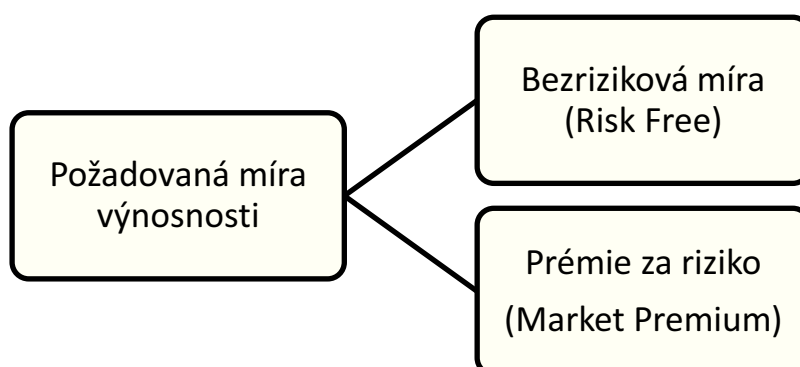 Požadovaná míra
výnosnosti
Bezriziková míra
(Risk Free)
Prémie za riziko
(Market Premium)